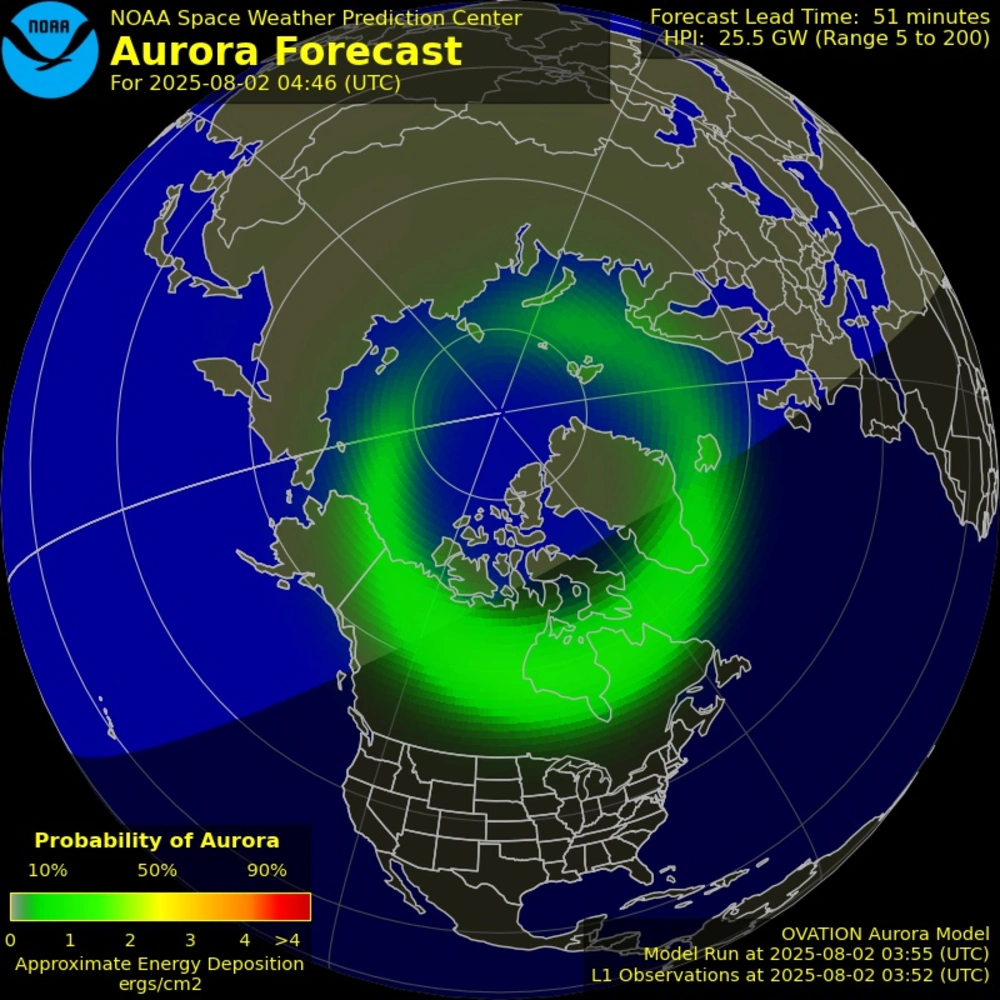 NOAA
NOAA Space Weather Prediction Center
Aurora Forecast
For 2025-08-02 04:46 (UTC)
Forecast Lead Time: 51 minutes
HPI: 25.5 GW (Range 5 to 200)
Probability of Aurora
10% 50% 90%
0 1 2 3 4 >4
Approximate Energy Deposition
ergs/cm2
OVATION Aurora Model
Model Run at 2025-08-02 03:55 (UTC)
L1 Observations at 2025-08-02 03:52 (UTC)